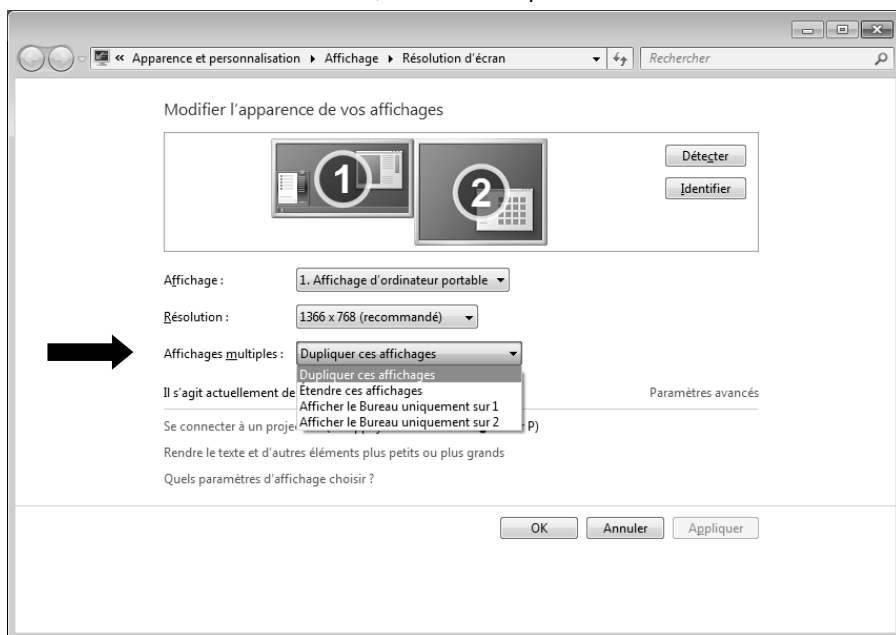 « Apparence et personnalisation ▸ Affichage ▸ Résolution d'écran Rechercher
Modifier l'apparence de vos affichages
1
2
Détecter
Identifier
Affichage : 1. Affichage d'ordinateur portable
Résolution : 1366 x 768 (recommandé)
Affichages multiples : Dupliquer ces affichages
Dupliquer ces affichages
Étendre ces affichages
Afficher le Bureau uniquement sur 1
Afficher le Bureau uniquement sur 2
Il s'agit actuellement de Paramètres avancés
Se connecter à un P)
Rendre le texte et d'autres éléments plus petits ou plus grands
Quels paramètres d'affichage choisir ?
OK Annuler Appliquer